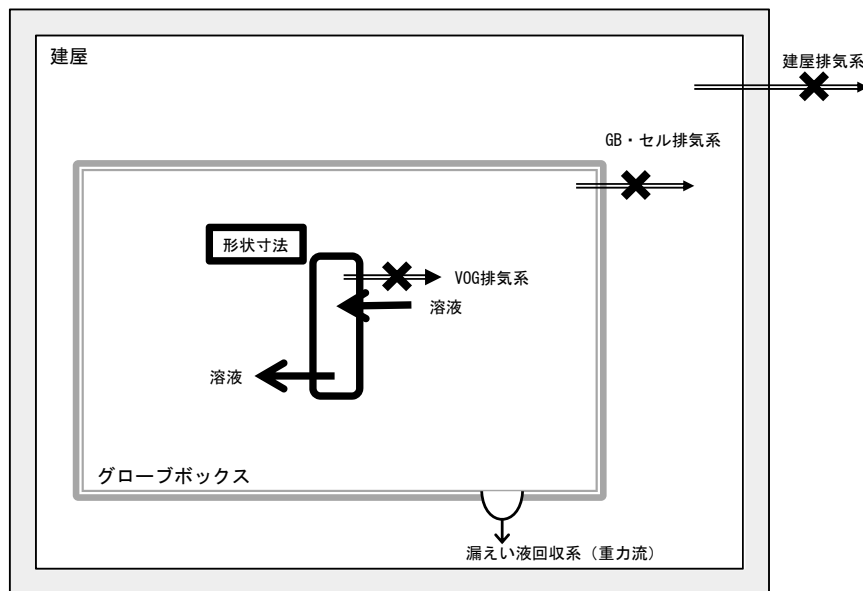 建屋
建屋排気系
GB・セル排気系
形状寸法
VOG排気系
溶液
溶液
グローブボックス
漏えい液回収系（重力流）